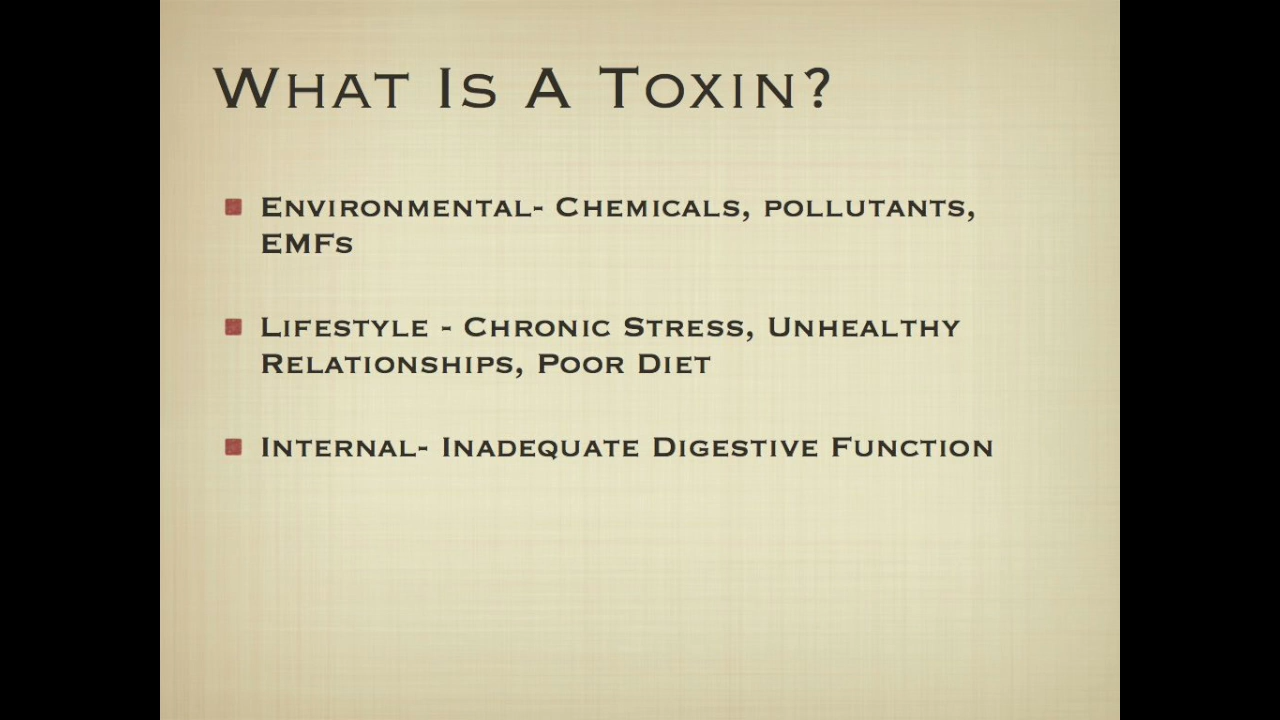 What Is A Toxin?
Environmental- Chemicals, pollutants,
EMFs
Lifestyle - Chronic Stress, Unhealthy
Relationships, Poor Diet
Internal- Inadequate Digestive Function